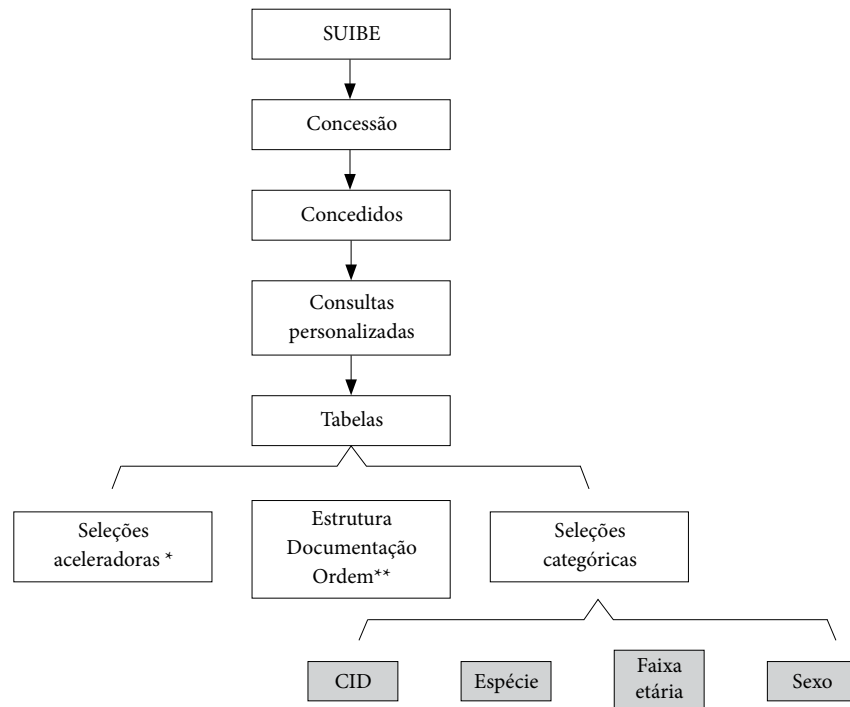 SUIBE
Concessão
Concedidos
Consultas
personalizadas
Tabelas
Seleções
aceleradoras *
Estrutura
Documentação
Ordem**
Seleções
categóricas
CID
Espécie
Faixa
etária
Sexo